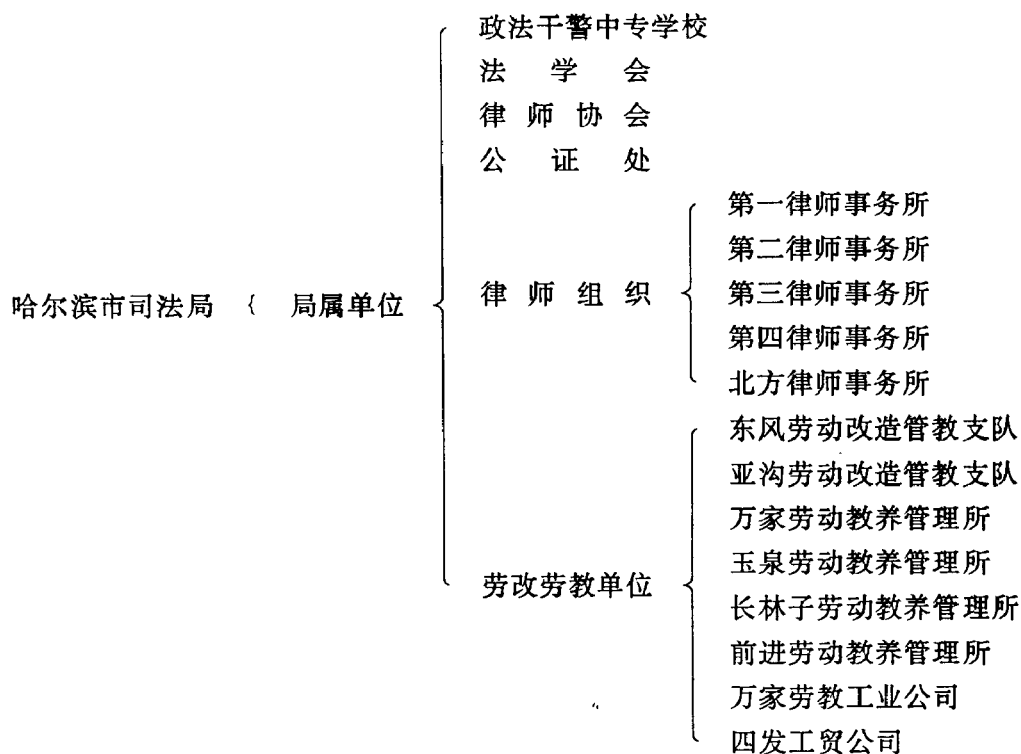 政法干警中专学校
法学会
律师协会
公证处
第一律师事务所
第二律师事务所
哈尔滨市司法局 { 局属单位 律师组织 第三律师事务所
第四律师事务所
北方律师事务所
东风劳动改造管教支队
亚沟劳动改造管教支队
万家劳动教养管理所
玉泉劳动教养管理所
劳改劳教单位
长林子劳动教养管理所
前进劳动教养管理所
万家劳教工业公司
四发工贸公司